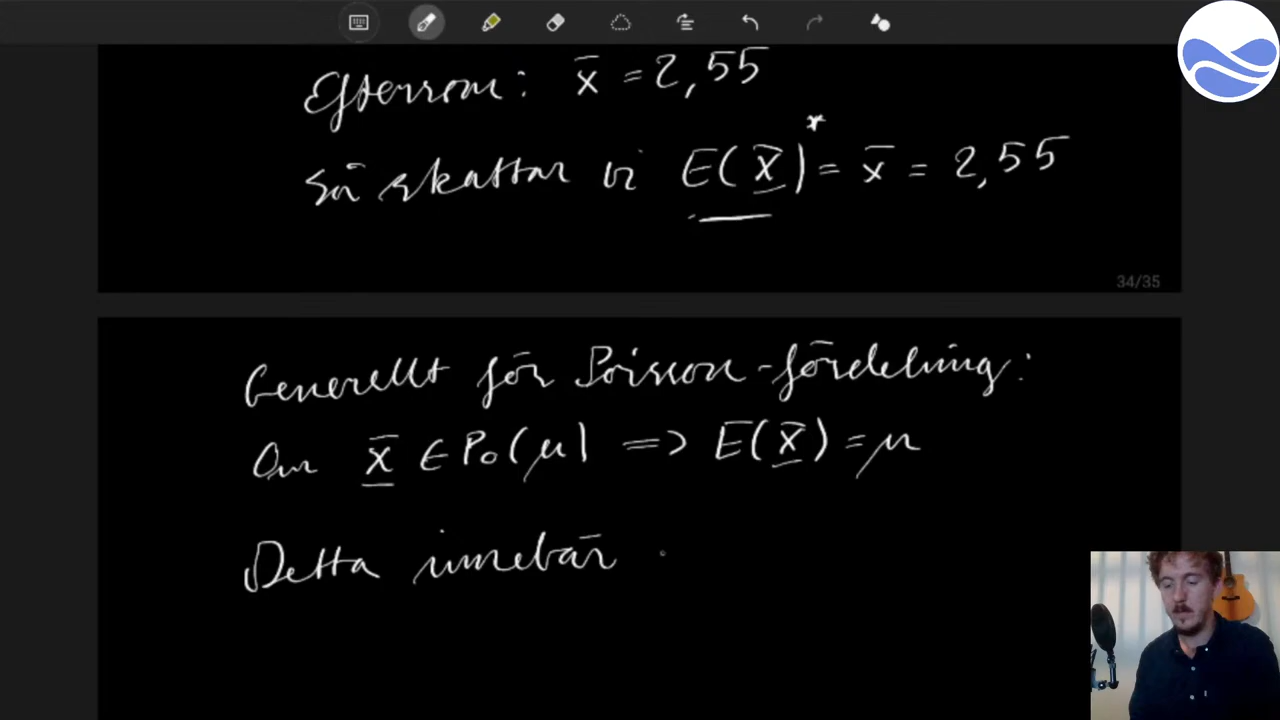 Eftersom: x̄ = 2,55
Så skattar vi E(X)* = x̄ = 2,55
34/35
Generellt för Poisson-fördelning:
Om X ∈ Po(μ) => E(X) = μ
Detta innebär